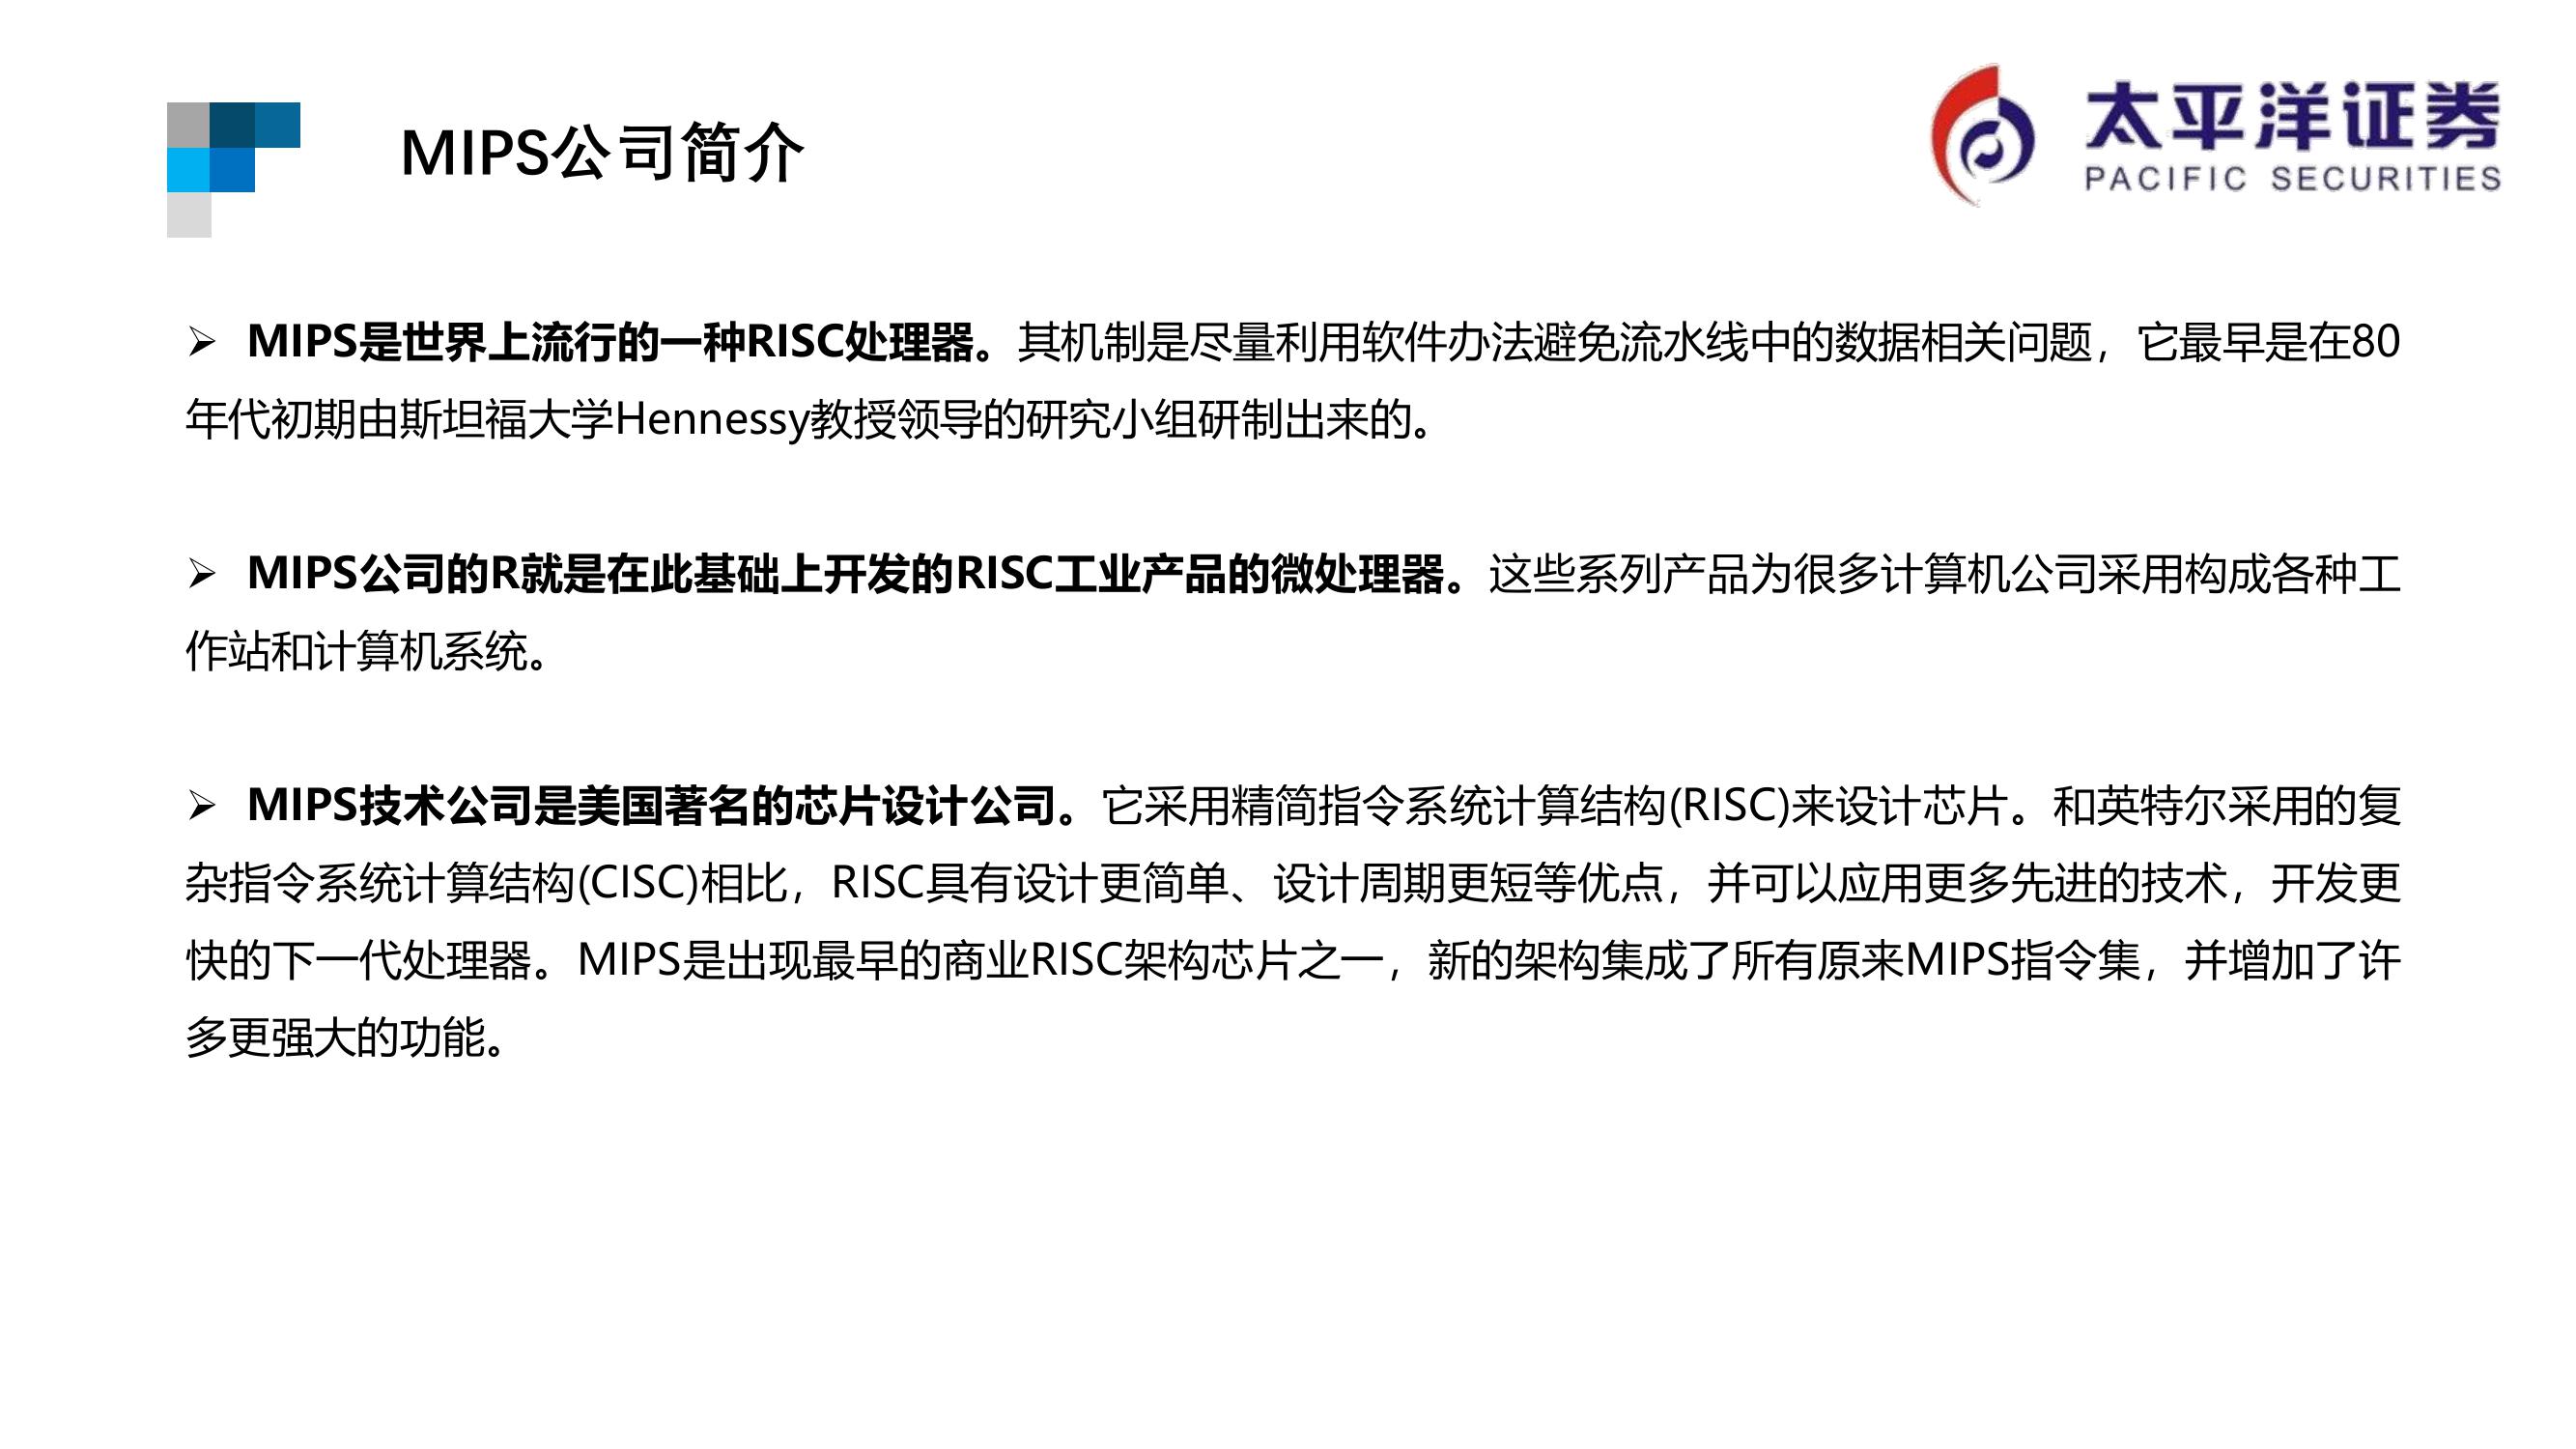 MIPS公司简介
太平洋证券
PACIFIC SECURITIES
➢ MIPS是世界上流行的一种RISC处理器。其机制是尽量利用软件办法避免流水线中的数据相关问题，它最早是在80
年代初期由斯坦福大学Hennessy教授领导的研究小组研制出来的。
➢ MIPS公司的R就是在此基础上开发的RISC工业产品的微处理器。这些系列产品为很多计算机公司采用构成各种工
作站和计算机系统。
➢ MIPS技术公司是美国著名的芯片设计公司。它采用精简指令系统计算结构(RISC)来设计芯片。和英特尔采用的复
杂指令系统计算结构(CISC)相比，RISC具有设计更简单、设计周期更短等优点，并可以应用更多先进的技术，开发更
快的下一代处理器。MIPS是出现最早的商业RISC架构芯片之一，新的架构集成了所有原来MIPS指令集，并增加了许
多更强大的功能。